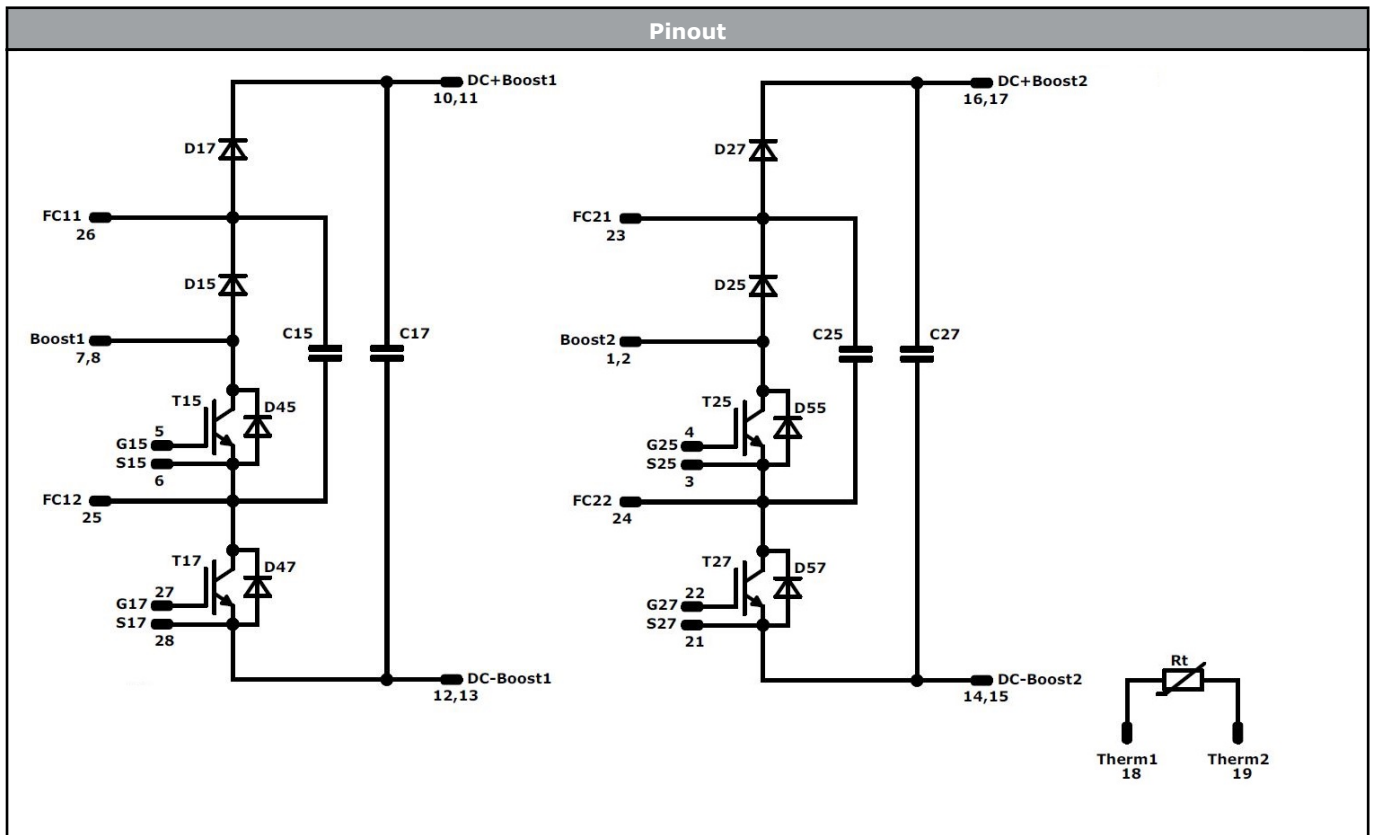 Pinout
DC+Boost1
10,11
D17
FC11
26
D15
Boost1
7,8
C15
C17
T15
D45
5
G15
S15
6
FC12
25
T17
D47
27
G17
S17
28
DC-Boost1
12,13
DC+Boost2
16,17
D27
FC21
23
D25
Boost2
1,2
C25
C27
T25
D55
4
G25
S25
3
FC22
24
T27
D57
22
G27
S27
21
DC-Boost2
14,15
Rt
Therm1
18
Therm2
19